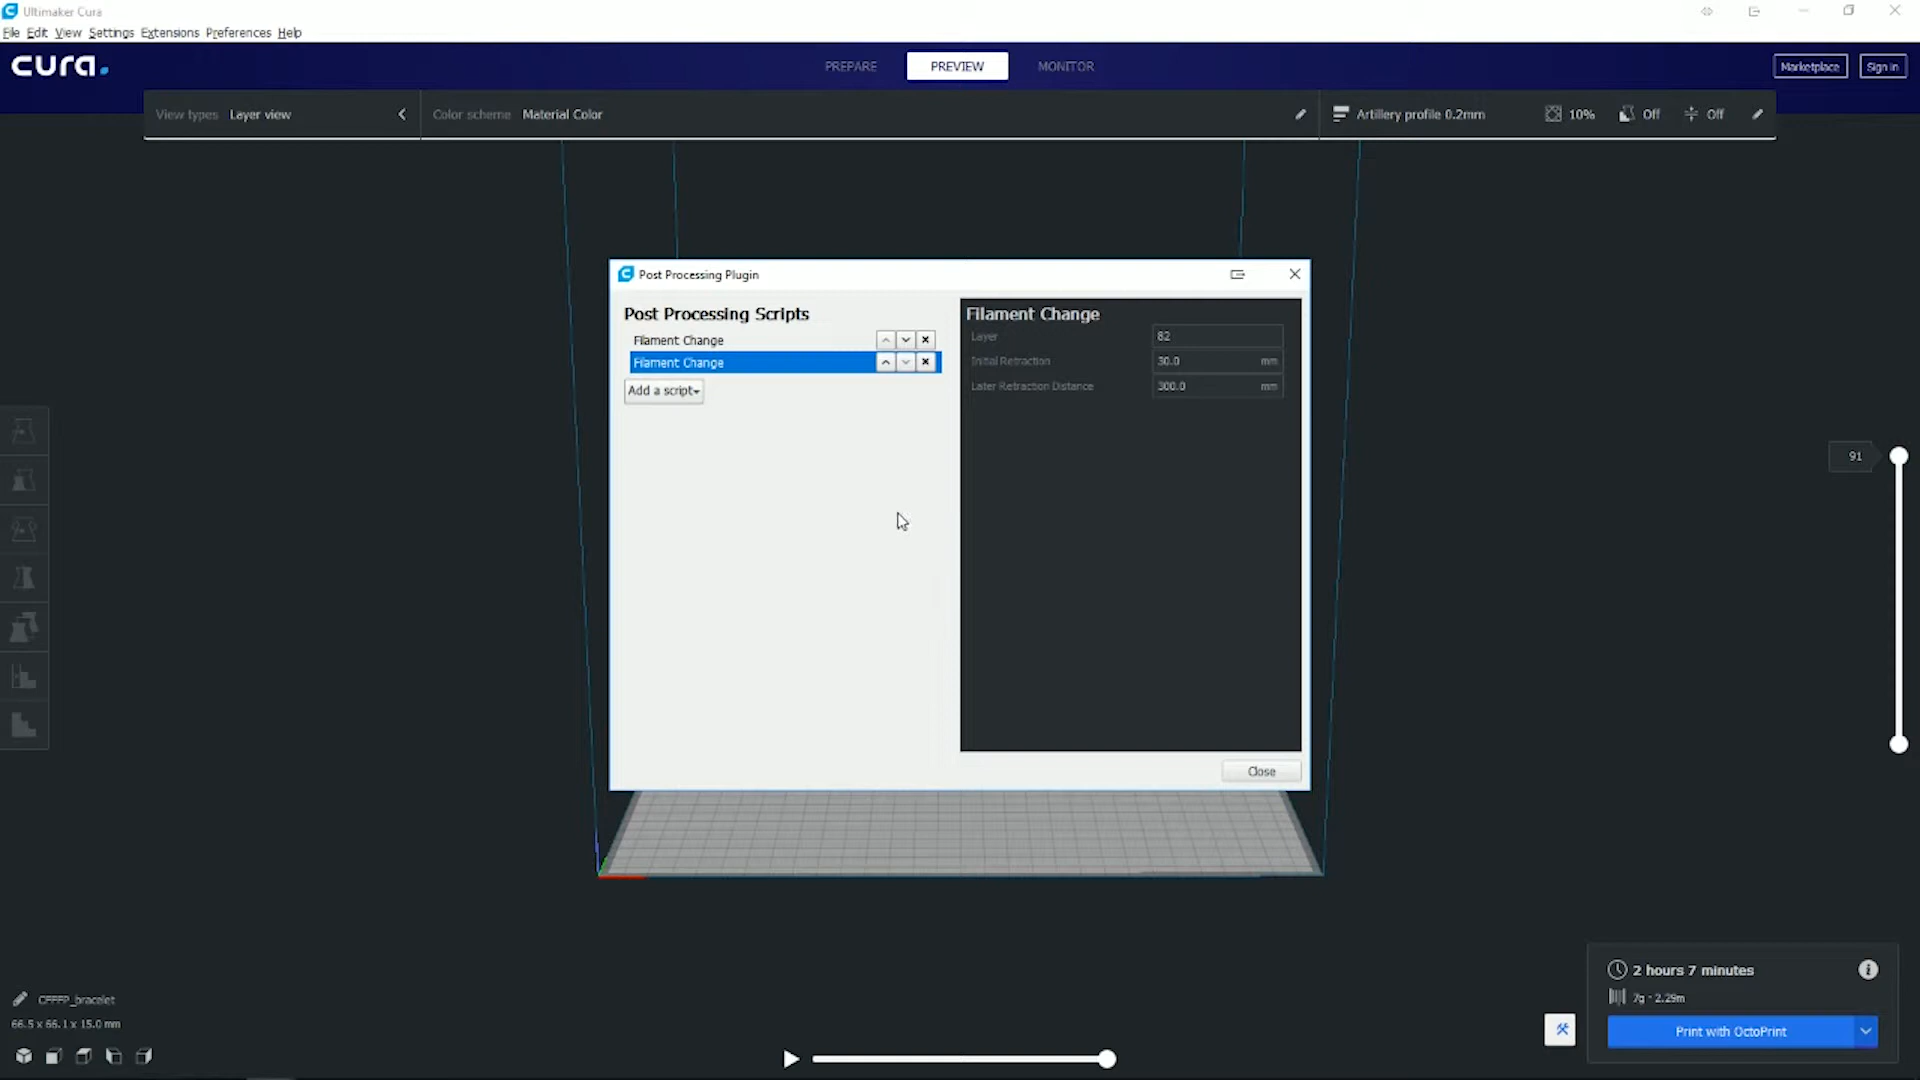 Ultimaker Cura
File Edit View Settings Extensions Preferences Help
cura.
PREPARE PREVIEW MONITOR
Marketplace Sign in
View types Layer view Color scheme Material Color Artillery profile 0.2mm 10% Off Off
Post Processing Plugin
Post Processing Scripts
Filament Change
Filament Change
Add a script
Filament Change
Layer 82
Initial Retraction 30.0 mm
Later Retraction Distance 300.0 mm
91
Close
2 hours 7 minutes
7g - 2.29m
Print with OctoPrint
CFFFP_bracelet
66.5 x 66.1 x 15.0 mm